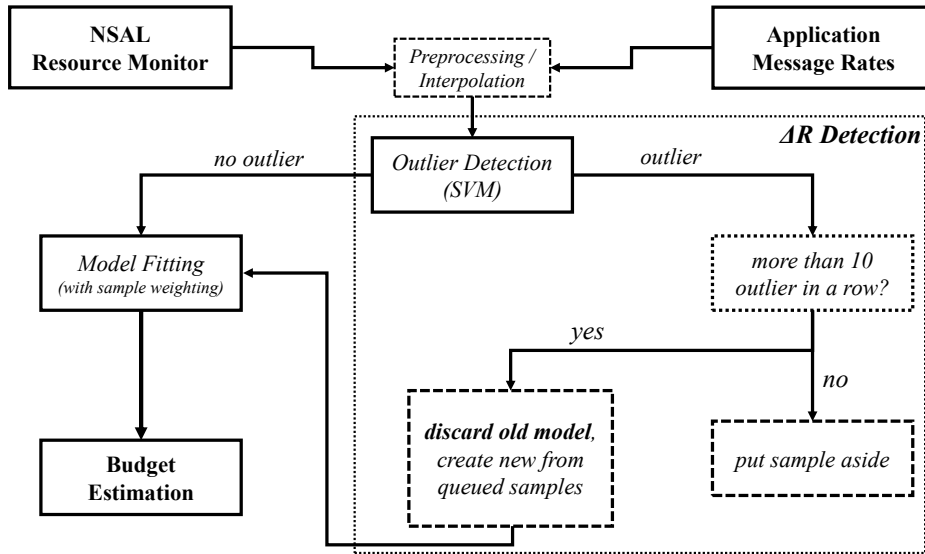 NSAL
Resource Monitor
Preprocessing /
Interpolation
Application
Message Rates
ΔR Detection
no outlier
Outlier Detection
(SVM)
outlier
Model Fitting
(with sample weighting)
more than 10
outlier in a row?
yes
no
discard old model,
create new from
queued samples
put sample aside
Budget
Estimation